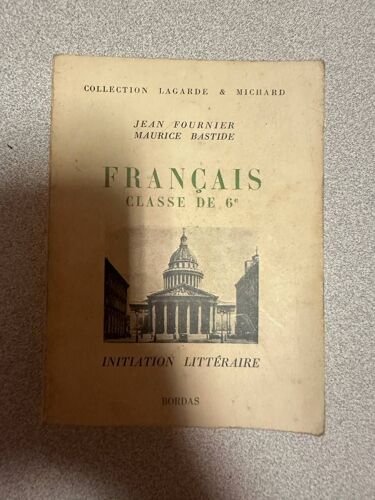 COLLECTION LAGARDE & MICHARD
JEAN FOURNIER
MAURICE BASTIDE
FRANÇAIS
CLASSE DE 6e
INITIATION LITTÉRAIRE
BORDAS